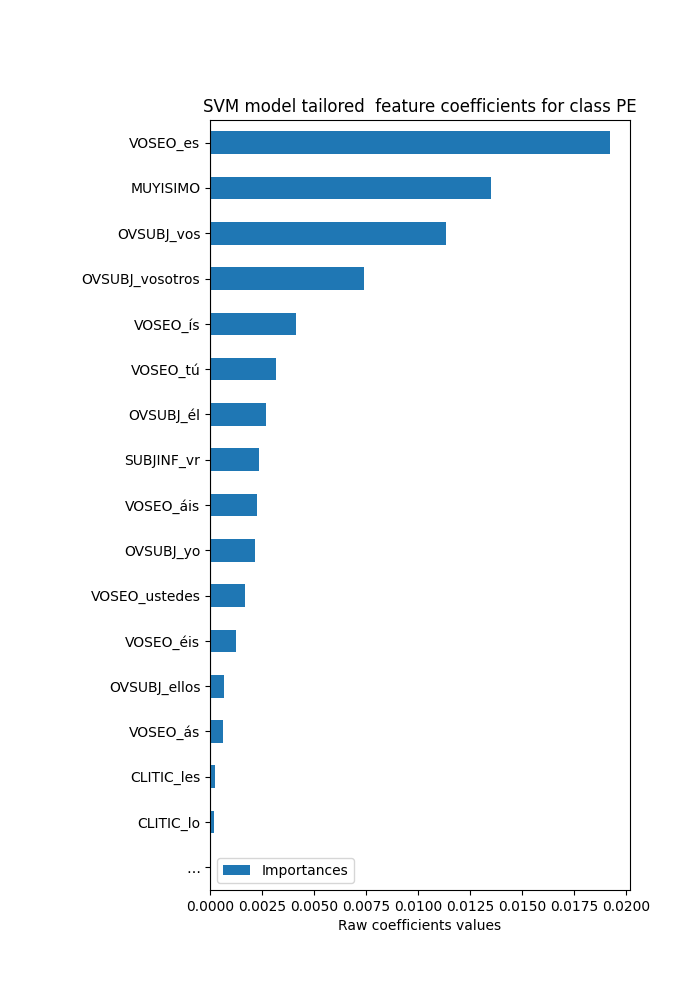 SVM model tailored  feature coefficients for class PE
VOSEO_es
MUYISIMO
OVSUBJ_vos
OVSUBJ_vosotros
VOSEO_ís
VOSEO_tú
OVSUBJ_él
SUBJINF_vr
VOSEO_áis
OVSUBJ_yo
VOSEO_ustedes
VOSEO_éis
OVSUBJ_ellos
VOSEO_ás
CLITIC_les
CLITIC_lo
...
Importances
0.0000 0.0025 0.0050 0.0075 0.0100 0.0125 0.0150 0.0175 0.0200
Raw coefficients values